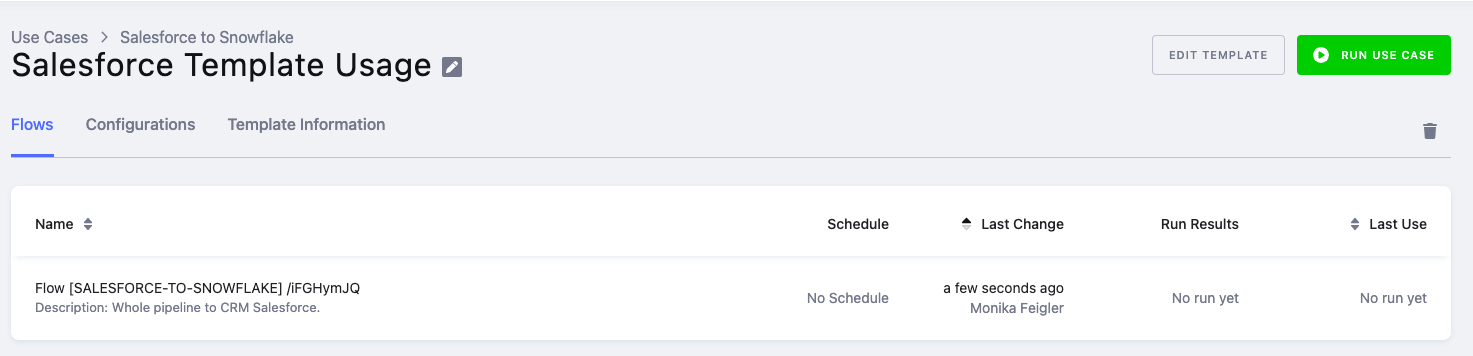 Use Cases > Salesforce to Snowflake
Salesforce Template Usage
EDIT TEMPLATE
RUN USE CASE
Flows Configurations Template Information
Name Schedule Last Change Run Results Last Use
Flow [SALESFORCE-TO-SNOWFLAKE] /iFGHymJQ
Description: Whole pipeline to CRM Salesforce.
No Schedule
a few seconds ago
Monika Feigler
No run yet
No run yet